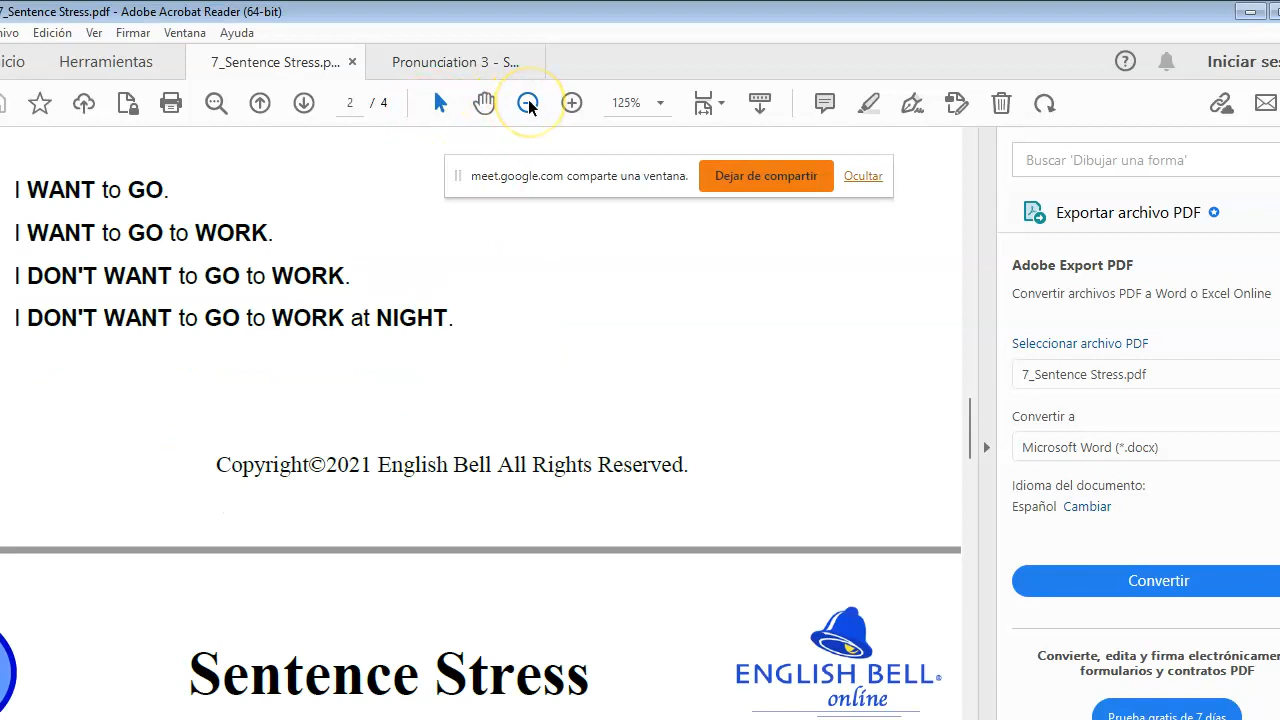 7_Sentence Stress.pdf - Adobe Acrobat Reader (64-bit)
Edición Ver Firmar Ventana Ayuda
Herramientas 7_Sentence Stress.p... × Pronunciation 3 - S... ? Iniciar
2 / 4 125%
meet.google.com comparte una ventana. Dejar de compartir Ocultar
I WANT to GO.
I WANT to GO to WORK.
I DON'T WANT to GO to WORK.
I DON'T WANT to GO to WORK at NIGHT.
Copyright©2021 English Bell All Rights Reserved.
Sentence Stress
ENGLISH BELL
online
Buscar 'Dibujar una forma'
Exportar archivo PDF
Adobe Export PDF
Convertir archivos PDF a Word o Excel Online
Seleccionar archivo PDF
7_Sentence Stress.pdf
Convertir a
Microsoft Word (*.docx)
Idioma del documento:
Español Cambiar
Convertir
Convierte, edita y firma
formularios y contratos PDF
Prueba gratis de 7 días